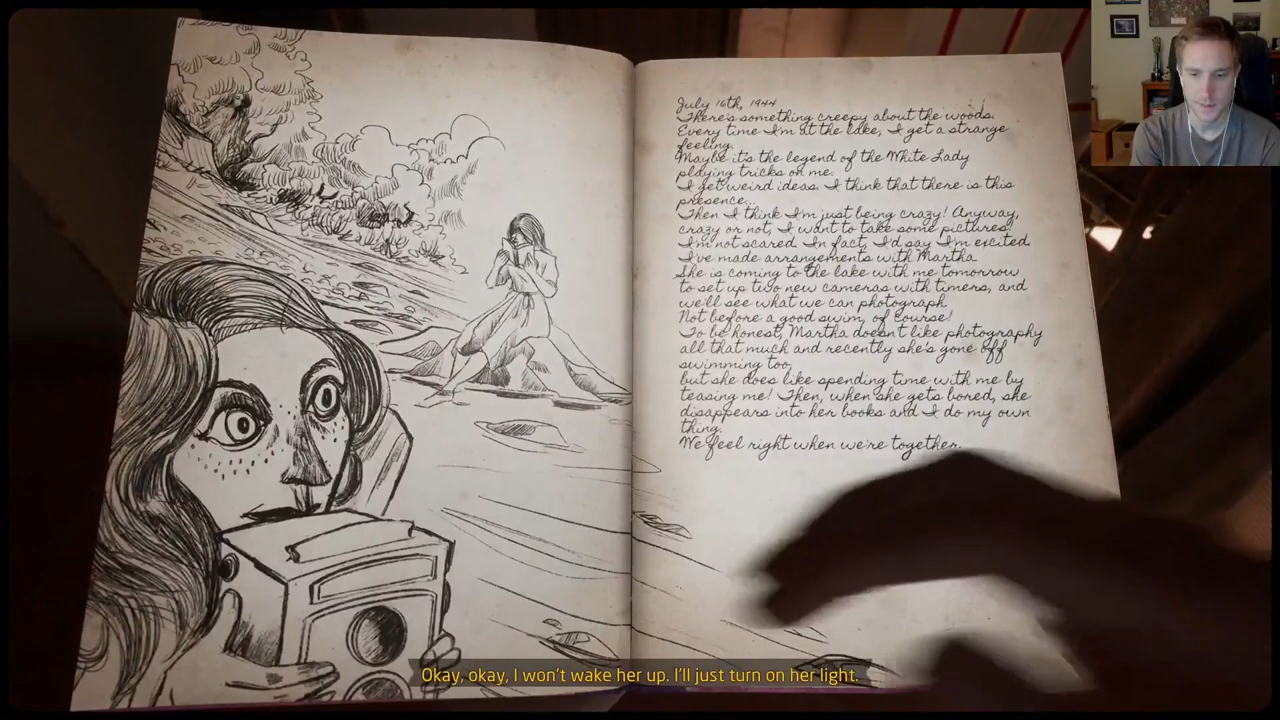 July 16th, 1944
There's something creepy about the woods.
Every time I'm at the lake, I get a strange
feeling.
Maybe it's the legend of the White Lady
playing tricks on me.
I get weird ideas. I think that there is this
presence...
Then I think I'm just being crazy! Anyway,
crazy or not, I want to take some pictures!
I'm not scared. In fact, I'd say I'm excited
I've made arrangements with Martha
She is coming to the lake with me tomorrow
to set up two new cameras with timers, and
we'll see what we can photograph.
Not before a good swim, of course!
To be honest, Martha doesn't like photography
all that much and recently she's gone off
swimming too,
but she does like spending time with me by
teasing me! Then, when she gets bored, she
disappears into her books and I do my own
thing.
We feel right when we're together.
Okay, okay, I won't wake her up. I'll just turn on her light.